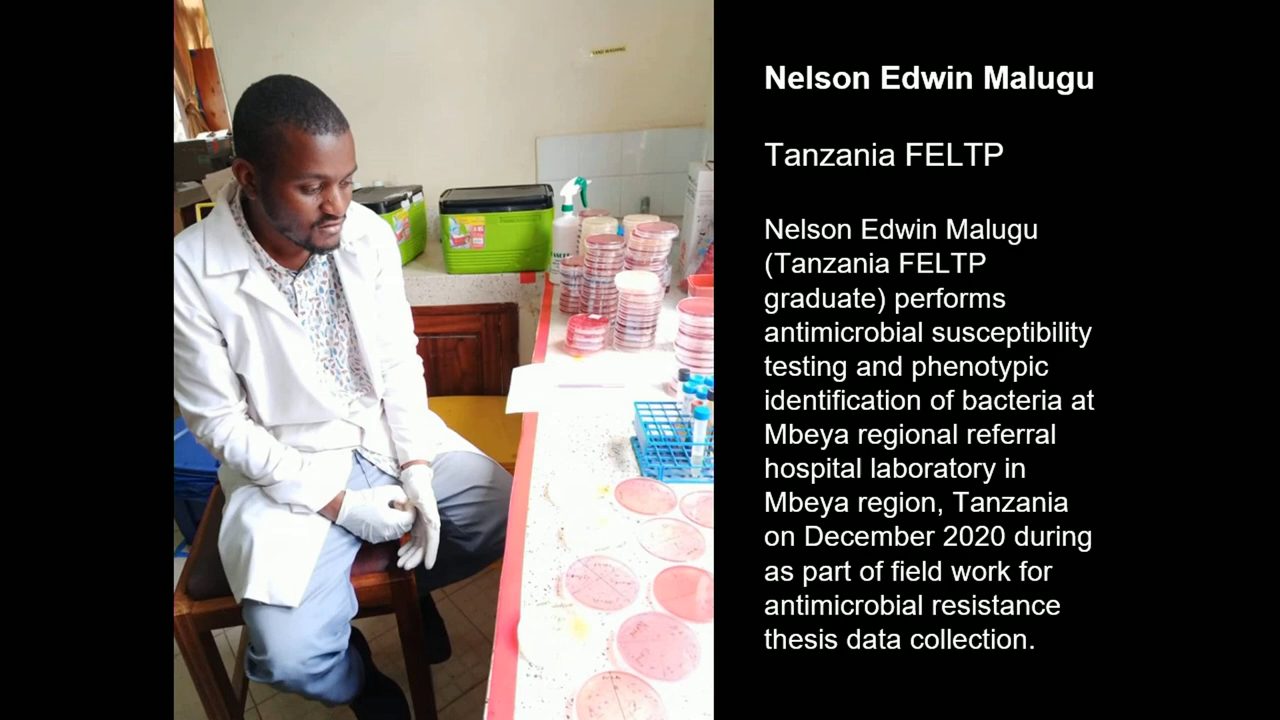 HAND WASHING
Nelson Edwin Malugu
Tanzania FELTP
Nelson Edwin Malugu
(Tanzania FELTP
graduate) performs
antimicrobial susceptibility
testing and phenotypic
identification of bacteria at
Mbeya regional referral
hospital laboratory in
Mbeya region, Tanzania
on December 2020 during
as part of field work for
antimicrobial resistance
thesis data collection.